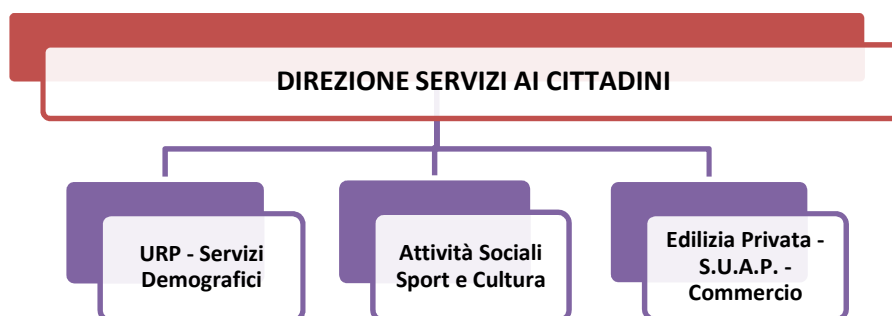 DIREZIONE SERVIZI AI CITTADINI
URP - Servizi
Demografici
Attività Sociali
Sport e Cultura
Edilizia Privata -
S.U.A.P. -
Commercio